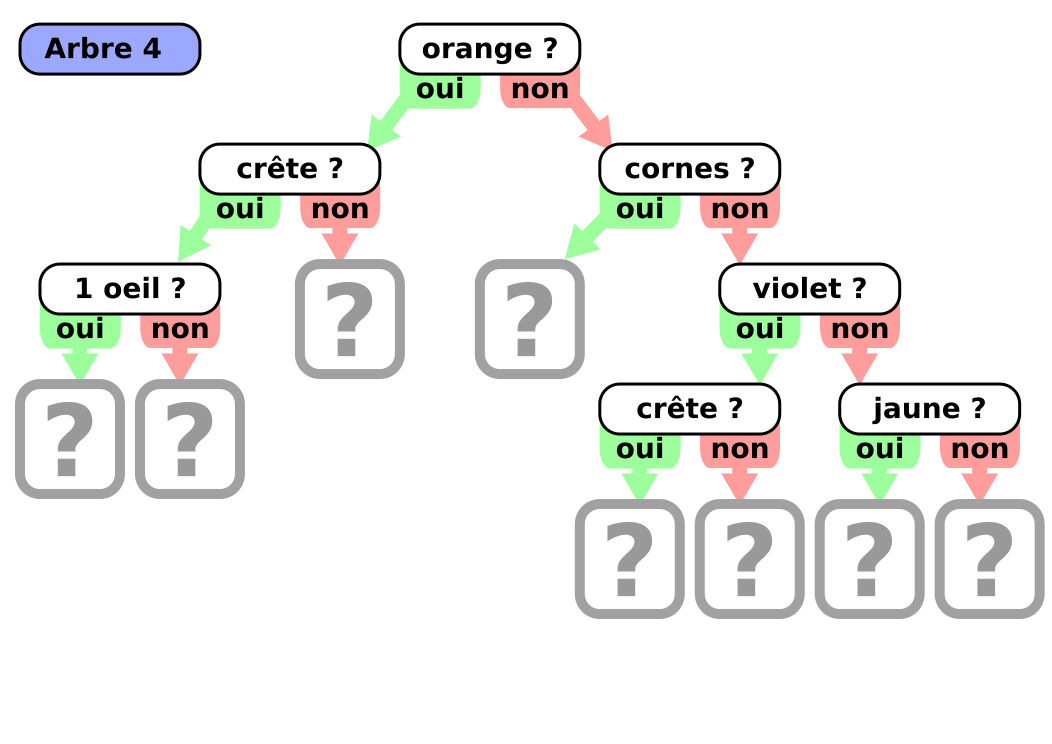 Arbre 4
orange ?
oui non
crête ?
cornes ?
oui non
oui non
1 oeil ?
?
?
violet ?
oui non
oui non
? ?
crête ?
jaune ?
oui non
oui non
? ? ? ?